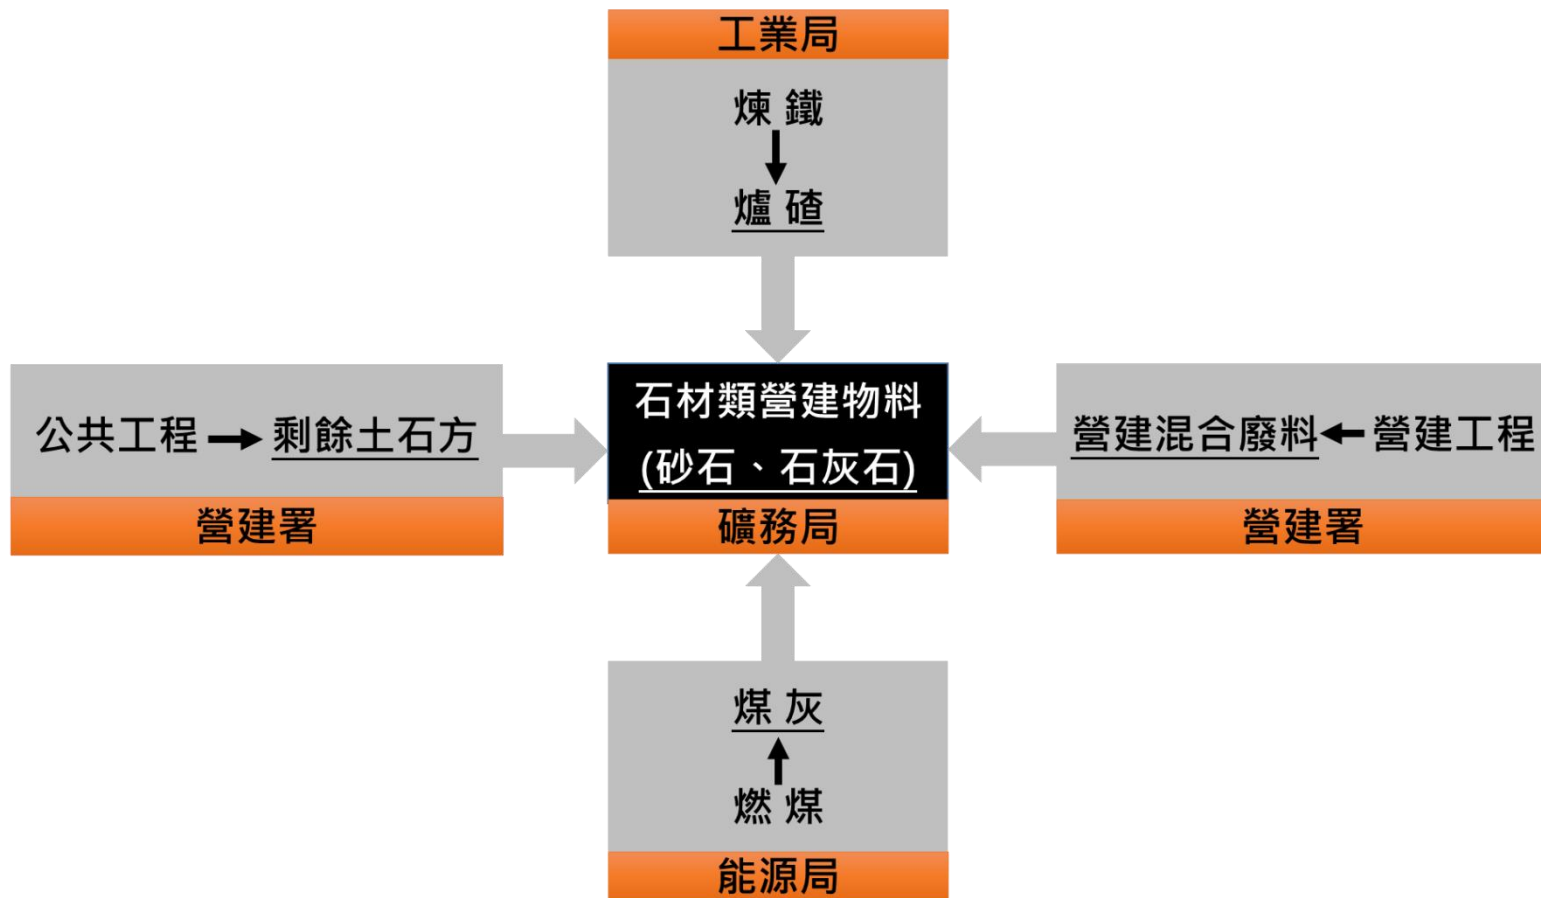 工業局
煉鐵
爐碴
公共工程 剩餘土石方
營建署
石材類營建物料
(砂石、石灰石)
礦務局
營建混合廢料 營建工程
營建署
煤灰
燃煤
能源局